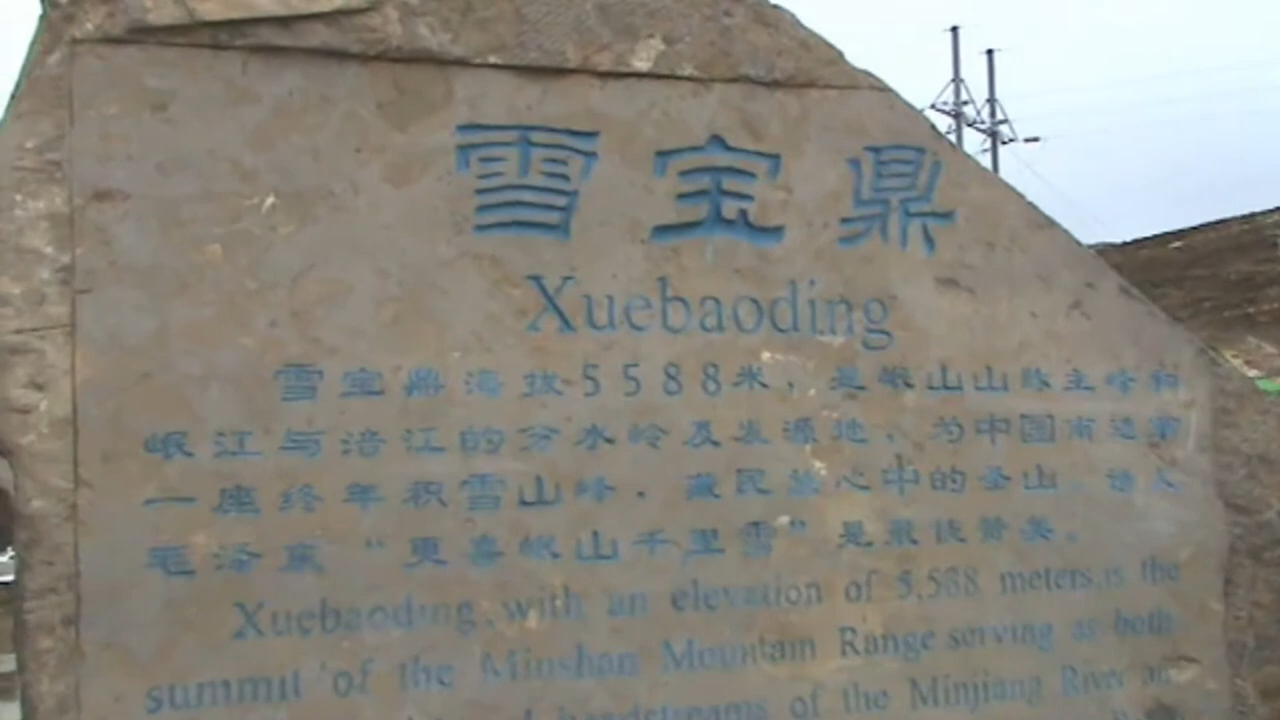 雪宝鼎
Xuebaoding
雪宝鼎海拔5588米，是岷山山脉主峰和
岷江与涪江的分水岭及发源地，为中国南边第
一座终年积雪山峰，藏民族心中的圣山。诗人
毛泽东“更喜岷山千里雪”是最佳赞美。
Xuebaoding, with an elevation of 5,588 meters, is the
summit of the Minshan Mountain Range serving as both
headstreams of the Minjiang River